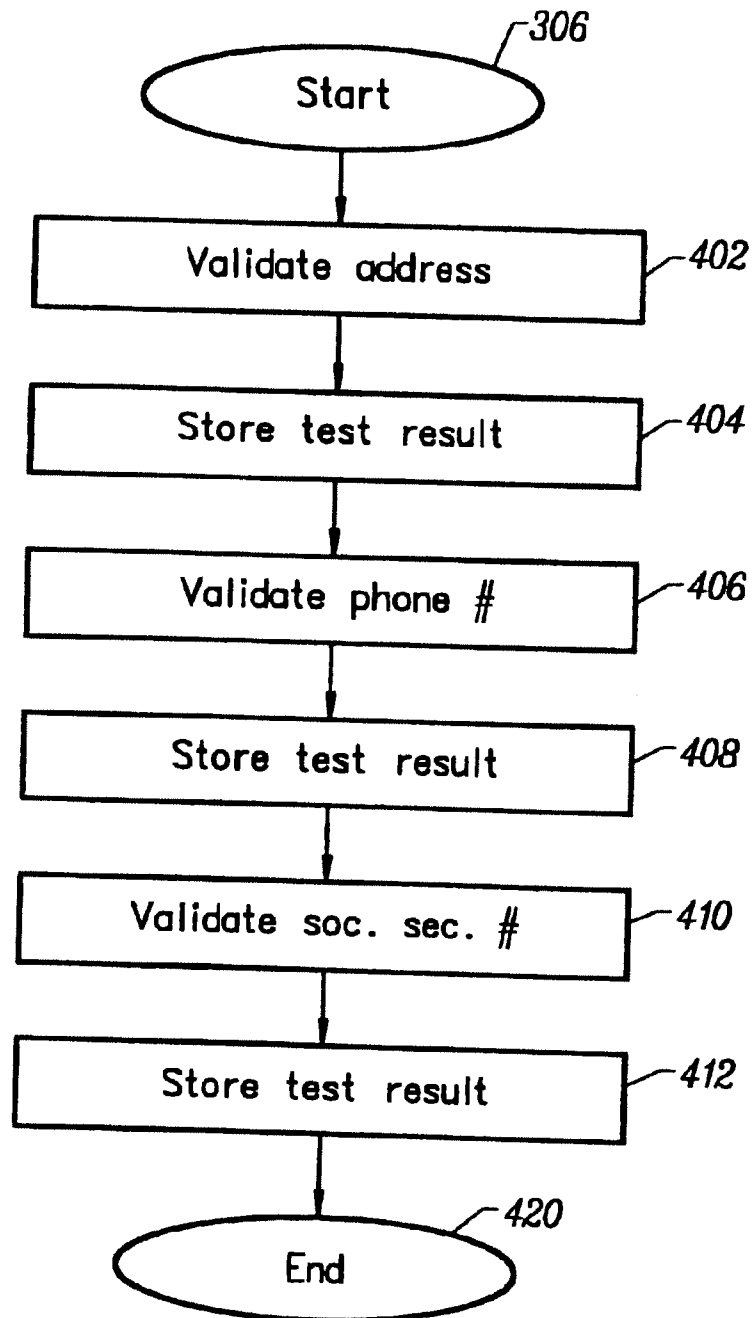 306
Start
Validate address
402
Store test result
404
Validate phone #
406
Store test result
408
Validate soc. sec. #
410
Store test result
412
420
End